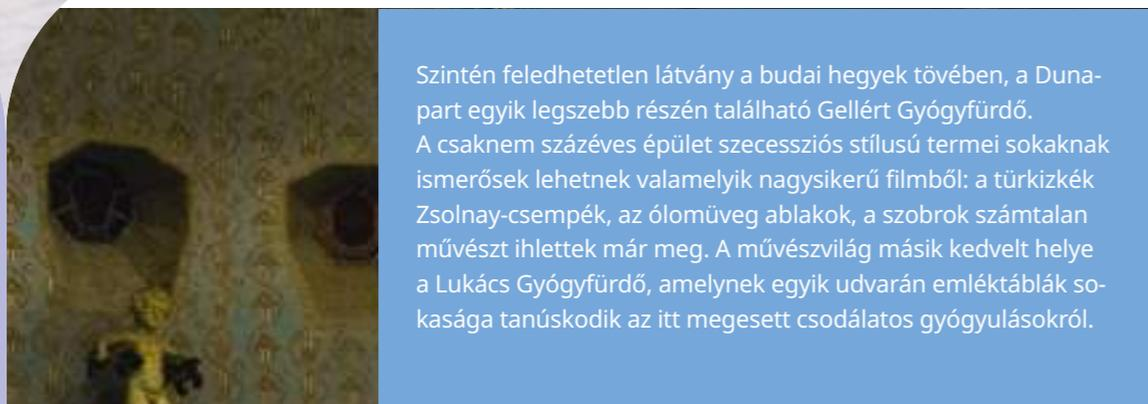 Szintén feledhetetlen látvány a budai hegyek tövében, a Duna-
part egyik legszebb részén található Gellért Gyógyfürdő.
A csaknem százéves épület szecessziós stílusú termei sokaknak
ismerősek lehetnek valamelyik nagysikerű filmből: a türkizkék
Zsolnay-csempék, az ólomüveg ablakok, a szobrok számtalan
művészt ihlettek már meg. A művészvilág másik kedvelt helye
a Lukács Gyógyfürdő, amelynek egyik udvarán emléktáblák so-
kasága tanúskodik az itt megesett csodálatos gyógyulásokról.